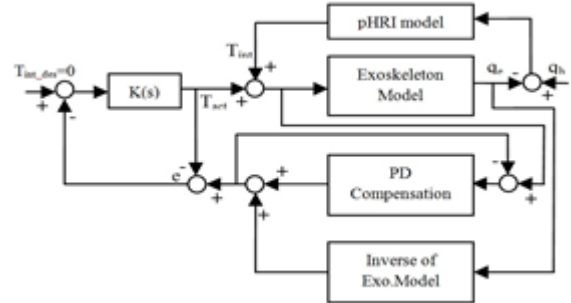 pHRI model
T_int
T_int_des=0
+
-
K(s)
T_act
+
+
Exoskeleton
Model
q_e
-
q_h
+
e
-
+
+
+
PD
Compensation
-
+
Inverse of
Exo.Model